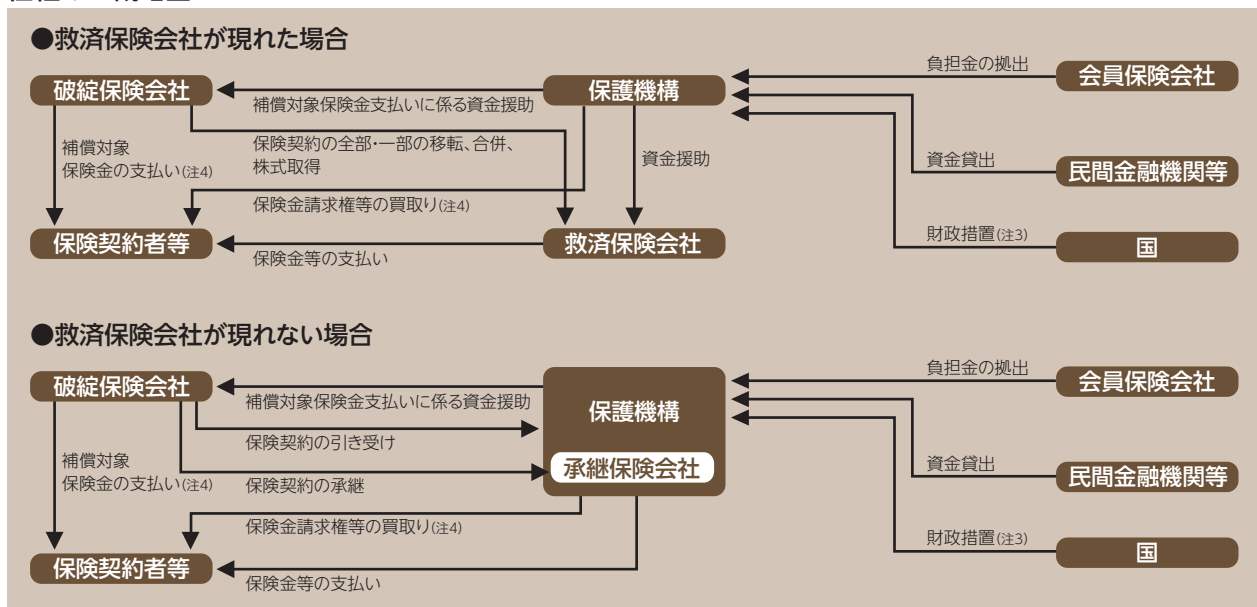 ●救済保険会社が現れた場合
破綻保険会社
補償対象保険金支払いに係る資金援助
保護機構
負担金の拠出
会員保険会社
補償対象
保険金の支払い(注4)
保険契約の全部・一部の移転、合併、
株式取得
資金援助
資金貸出
民間金融機関等
保険金請求権等の買取り(注4)
保険契約者等
保険金等の支払い
救済保険会社
財政措置(注3)
国
●救済保険会社が現れない場合
破綻保険会社
補償対象保険金支払いに係る資金援助
保護機構
負担金の拠出
会員保険会社
保険契約の引き受け
補償対象
保険金の支払い(注4)
保険契約の承継
承継保険会社
資金貸出
民間金融機関等
保険金請求権等の買取り(注4)
保険契約者等
保険金等の支払い
財政措置(注3)
国